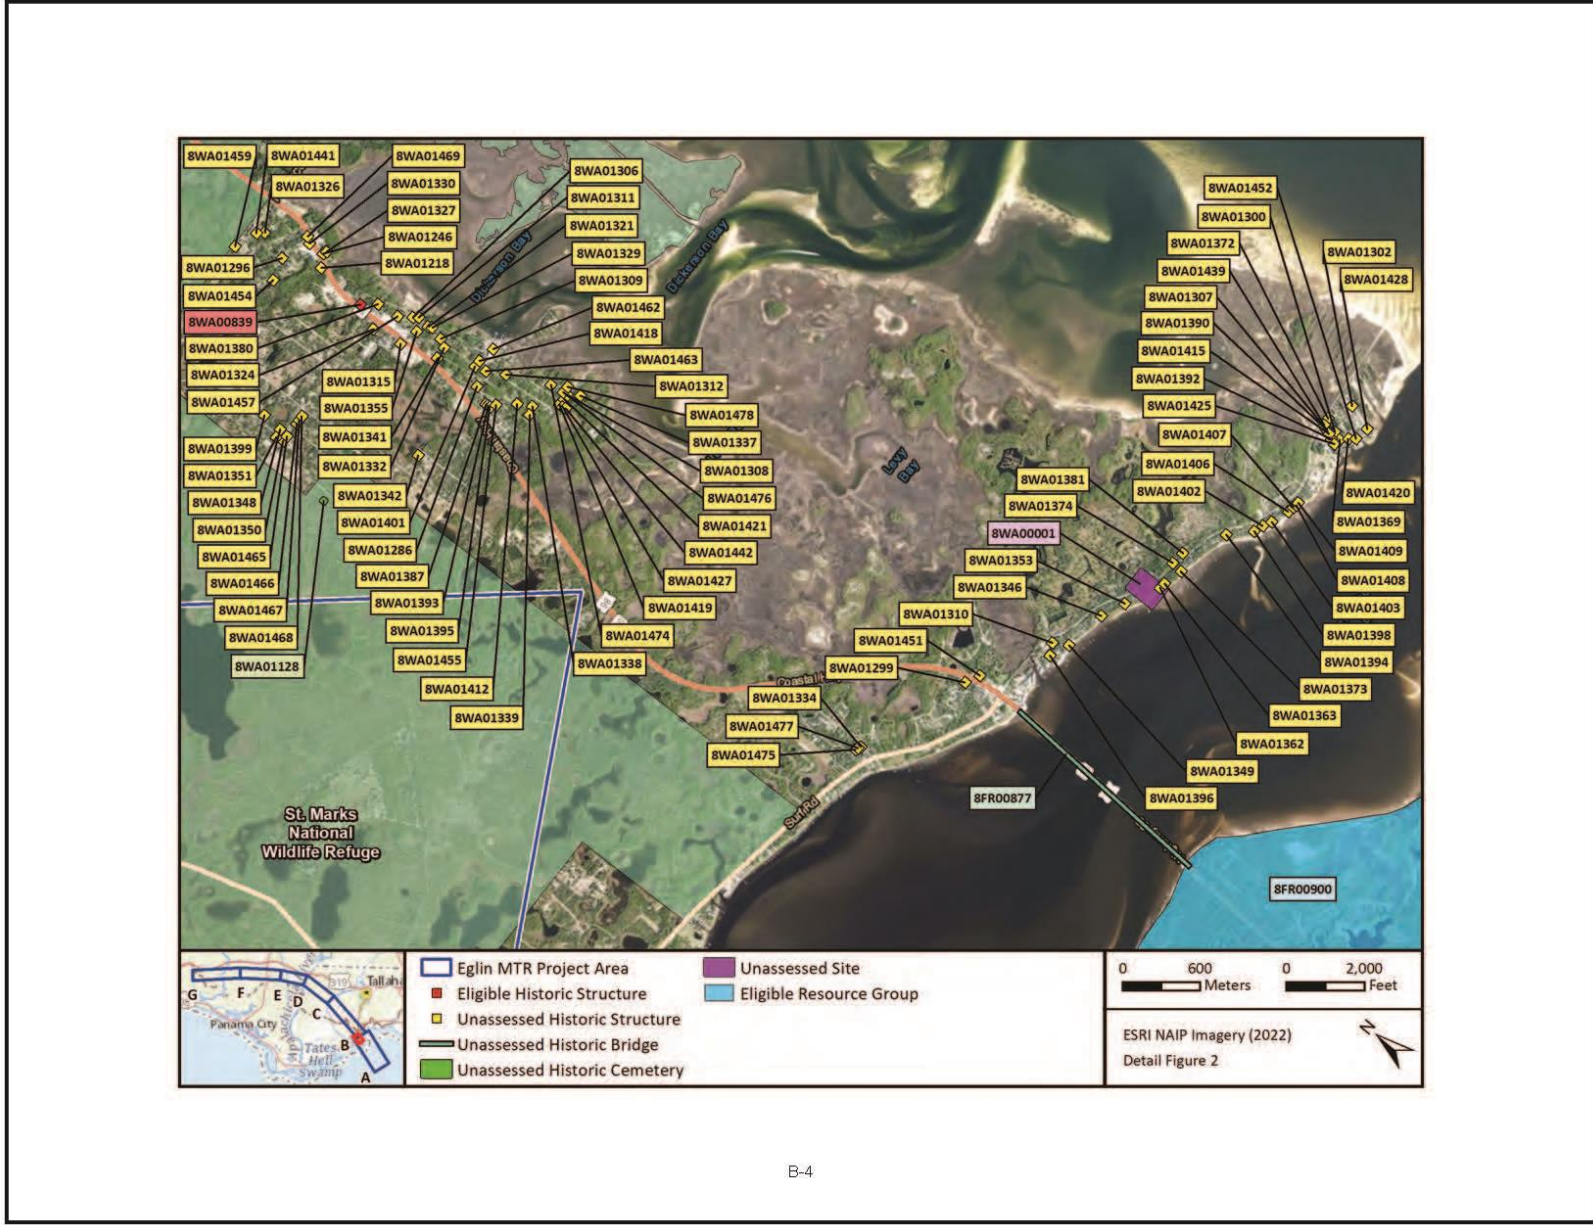 8WA01459
8WA01441
8WA01326
8WA01469
8WA01330
8WA01327
8WA01246
8WA01218
8WA01306
8WA01311
8WA01321
8WA01329
8WA01309
8WA01462
8WA01418
8WA01463
8WA01312
8WA01478
8WA01337
8WA01308
8WA01476
8WA01421
8WA01442
8WA01427
8WA01419
8WA01474
8WA01338
8WA01296
8WA01454
8WA00839
8WA01380
8WA01324
8WA01457
8WA01315
8WA01355
8WA01341
8WA01332
8WA01342
8WA01401
8WA01286
8WA01387
8WA01393
8WA01395
8WA01455
8WA01412
8WA01339
8WA01399
8WA01351
8WA01348
8WA01350
8WA01465
8WA01466
8WA01467
8WA01468
8WA01128
Dickerson Bay
Dickerson Bay
Levy
Bay
8WA01452
8WA01300
8WA01372
8WA01439
8WA01307
8WA01390
8WA01415
8WA01392
8WA01425
8WA01407
8WA01406
8WA01402
8WA01302
8WA01428
8WA01381
8WA01374
8WA00001
8WA01353
8WA01346
8WA01310
8WA01451
8WA01299
8WA01334
8WA01477
8WA01475
8WA01420
8WA01369
8WA01409
8WA01408
8WA01403
8WA01398
8WA01394
8WA01373
8WA01363
8WA01362
8WA01349
8WA01396
8FR00877
8FR00900
98
Coastal
Surf Rd
St. Marks
National
Wildlife Refuge
G F E D C B A
319
Tallah
Panama City
Apalachicol
Tates
Hell
Swamp
Eglin MTR Project Area
Eligible Historic Structure
Unassessed Historic Structure
Unassessed Historic Bridge
Unassessed Historic Cemetery
Unassessed Site
Eligible Resource Group
0 600
Meters
0 2,000
Feet
ESRI NAIP Imagery (2022)
Detail Figure 2
N
B-4